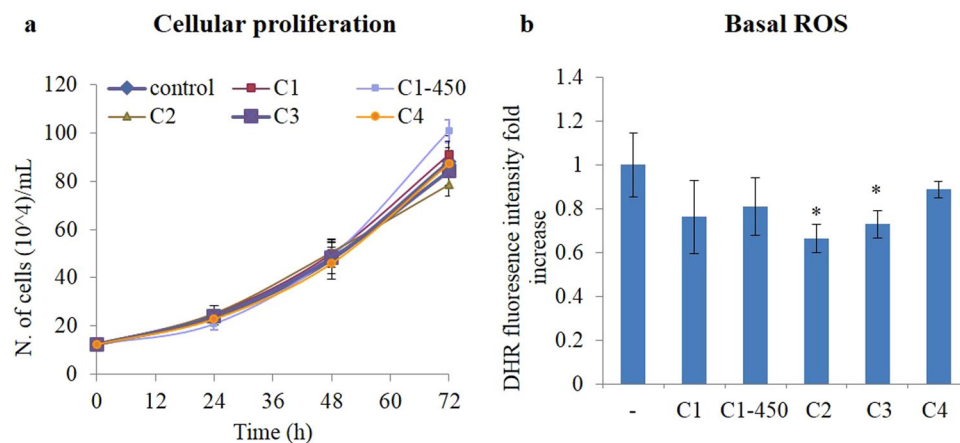 a Cellular proliferation
control C1 C1-450
C2 C3 C4
N. of cells (10^4)/mL
120
100
80
60
40
20
0
0 12 24 36 48 60 72
Time (h)
b Basal ROS
DHR fluoresence intensity fold
increase
1.4
1.2
1
0.8
0.6
0.4
0.2
0
* *
- C1 C1-450 C2 C3 C4